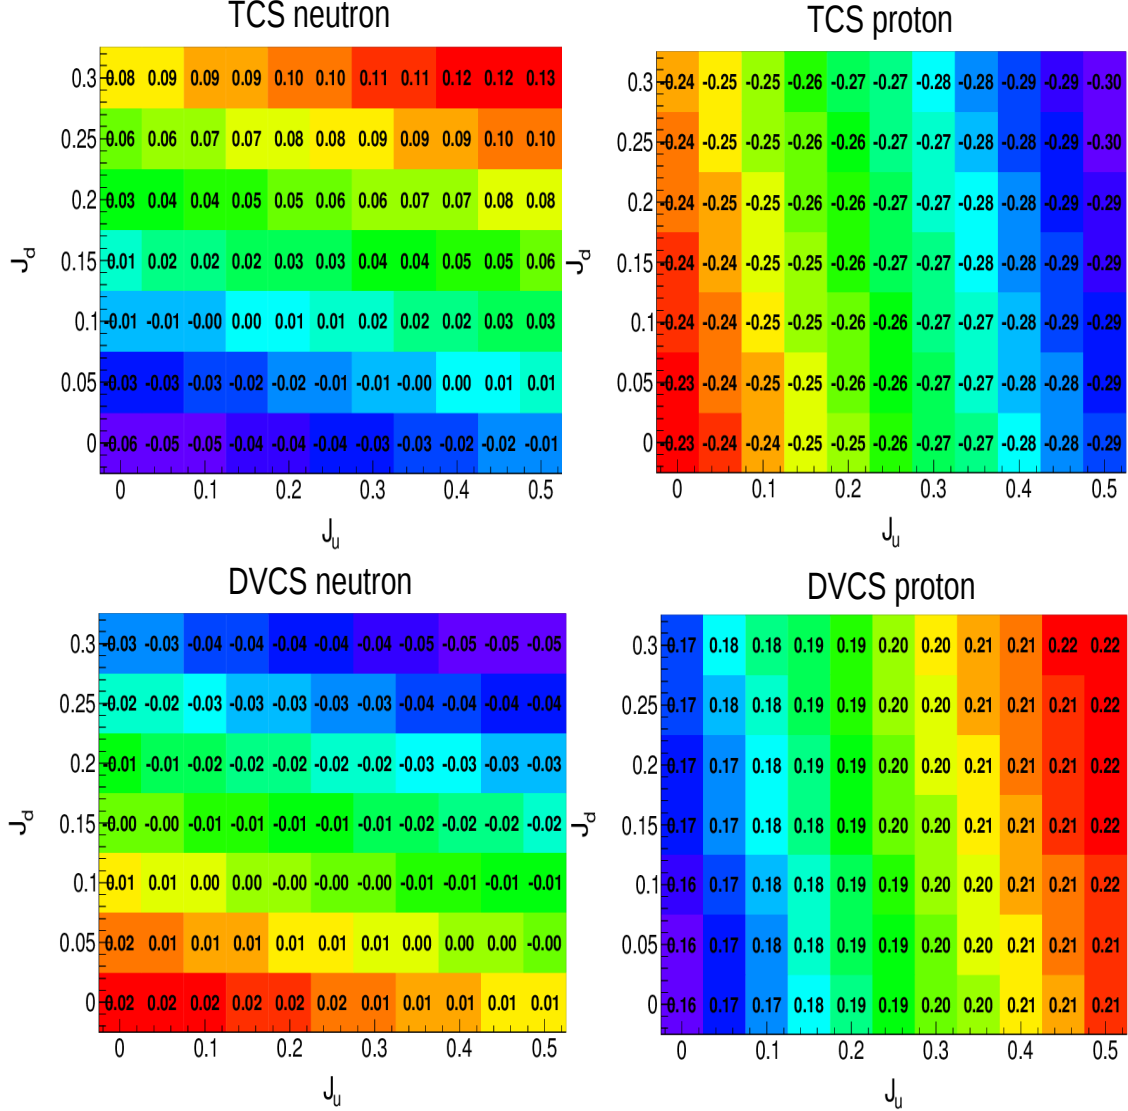 TCS neutron
0.3 0.08 0.09 0.09 0.09 0.10 0.10 0.11 0.11 0.12 0.12 0.13
0.25 0.06 0.06 0.07 0.07 0.08 0.08 0.09 0.09 0.09 0.10 0.10
0.2 0.03 0.04 0.04 0.05 0.05 0.06 0.06 0.07 0.07 0.08 0.08
0.15 0.01 0.02 0.02 0.02 0.03 0.03 0.04 0.04 0.05 0.05 0.06
0.1 -0.01 -0.01 -0.00 0.00 0.01 0.01 0.02 0.02 0.02 0.03 0.03
0.05 -0.03 -0.03 -0.03 -0.02 -0.02 -0.01 -0.01 -0.00 0.00 0.01 0.01
0 -0.06 -0.05 -0.05 -0.04 -0.04 -0.03 -0.03 -0.02 -0.02 -0.01
0 0.1 0.2 0.3 0.4 0.5
J_d
J_u
TCS proton
0.3 -0.24 -0.25 -0.25 -0.26 -0.27 -0.27 -0.28 -0.28 -0.29 -0.29 -0.30
0.25 -0.24 -0.25 -0.25 -0.26 -0.26 -0.27 -0.27 -0.28 -0.28 -0.29 -0.30
0.2 -0.24 -0.25 -0.25 -0.26 -0.26 -0.27 -0.27 -0.28 -0.28 -0.29 -0.29
0.15 -0.24 -0.24 -0.25 -0.25 -0.26 -0.27 -0.27 -0.28 -0.28 -0.29 -0.29
0.1 -0.24 -0.24 -0.25 -0.25 -0.26 -0.26 -0.27 -0.27 -0.28 -0.29 -0.29
0.05 -0.23 -0.24 -0.25 -0.25 -0.26 -0.26 -0.27 -0.27 -0.28 -0.28 -0.29
0 -0.23 -0.24 -0.24 -0.25 -0.25 -0.26 -0.27 -0.27 -0.28 -0.28 -0.29
0 0.1 0.2 0.3 0.4 0.5
J_d
J_u
DVCS neutron
0.3 -0.03 -0.03 -0.04 -0.04 -0.04 -0.04 -0.04 -0.05 -0.05 -0.05 -0.05
0.25 -0.02 -0.02 -0.03 -0.03 -0.03 -0.03 -0.03 -0.04 -0.04 -0.04 -0.04
0.2 -0.01 -0.01 -0.02 -0.02 -0.02 -0.02 -0.02 -0.03 -0.03 -0.03 -0.03
0.15 -0.00 -0.00 -0.01 -0.01 -0.01 -0.01 -0.01 -0.02 -0.02 -0.02 -0.02
0.1 0.01 0.01 0.00 0.00 -0.00 -0.00 -0.00 -0.01 -0.01 -0.01 -0.01
0.05 0.02 0.01 0.01 0.01 0.01 0.01 0.01 0.00 0.00 0.00 -0.00
0 0.02 0.02 0.02 0.02 0.02 0.02 0.01 0.01 0.01 0.01 0.01
0 0.1 0.2 0.3 0.4 0.5
J_d
J_u
DVCS proton
0.3 0.17 0.18 0.18 0.19 0.19 0.20 0.20 0.21 0.21 0.22 0.22
0.25 0.17 0.18 0.18 0.19 0.19 0.20 0.20 0.21 0.21 0.21 0.22
0.2 0.17 0.17 0.18 0.19 0.19 0.20 0.20 0.21 0.21 0.21 0.22
0.15 0.17 0.17 0.18 0.18 0.19 0.20 0.20 0.21 0.21 0.21 0.22
0.1 0.16 0.17 0.18 0.18 0.19 0.19 0.20 0.20 0.21 0.21 0.22
0.05 0.16 0.17 0.18 0.18 0.19 0.19 0.20 0.20 0.21 0.21 0.21
0 0.16 0.17 0.17 0.18 0.19 0.19 0.20 0.20 0.21 0.21 0.21
0 0.1 0.2 0.3 0.4 0.5
J_d
J_u